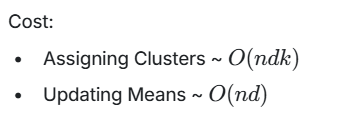 Cost:
• Assigning Clusters ~ O(ndk)
• Updating Means ~ O(nd)